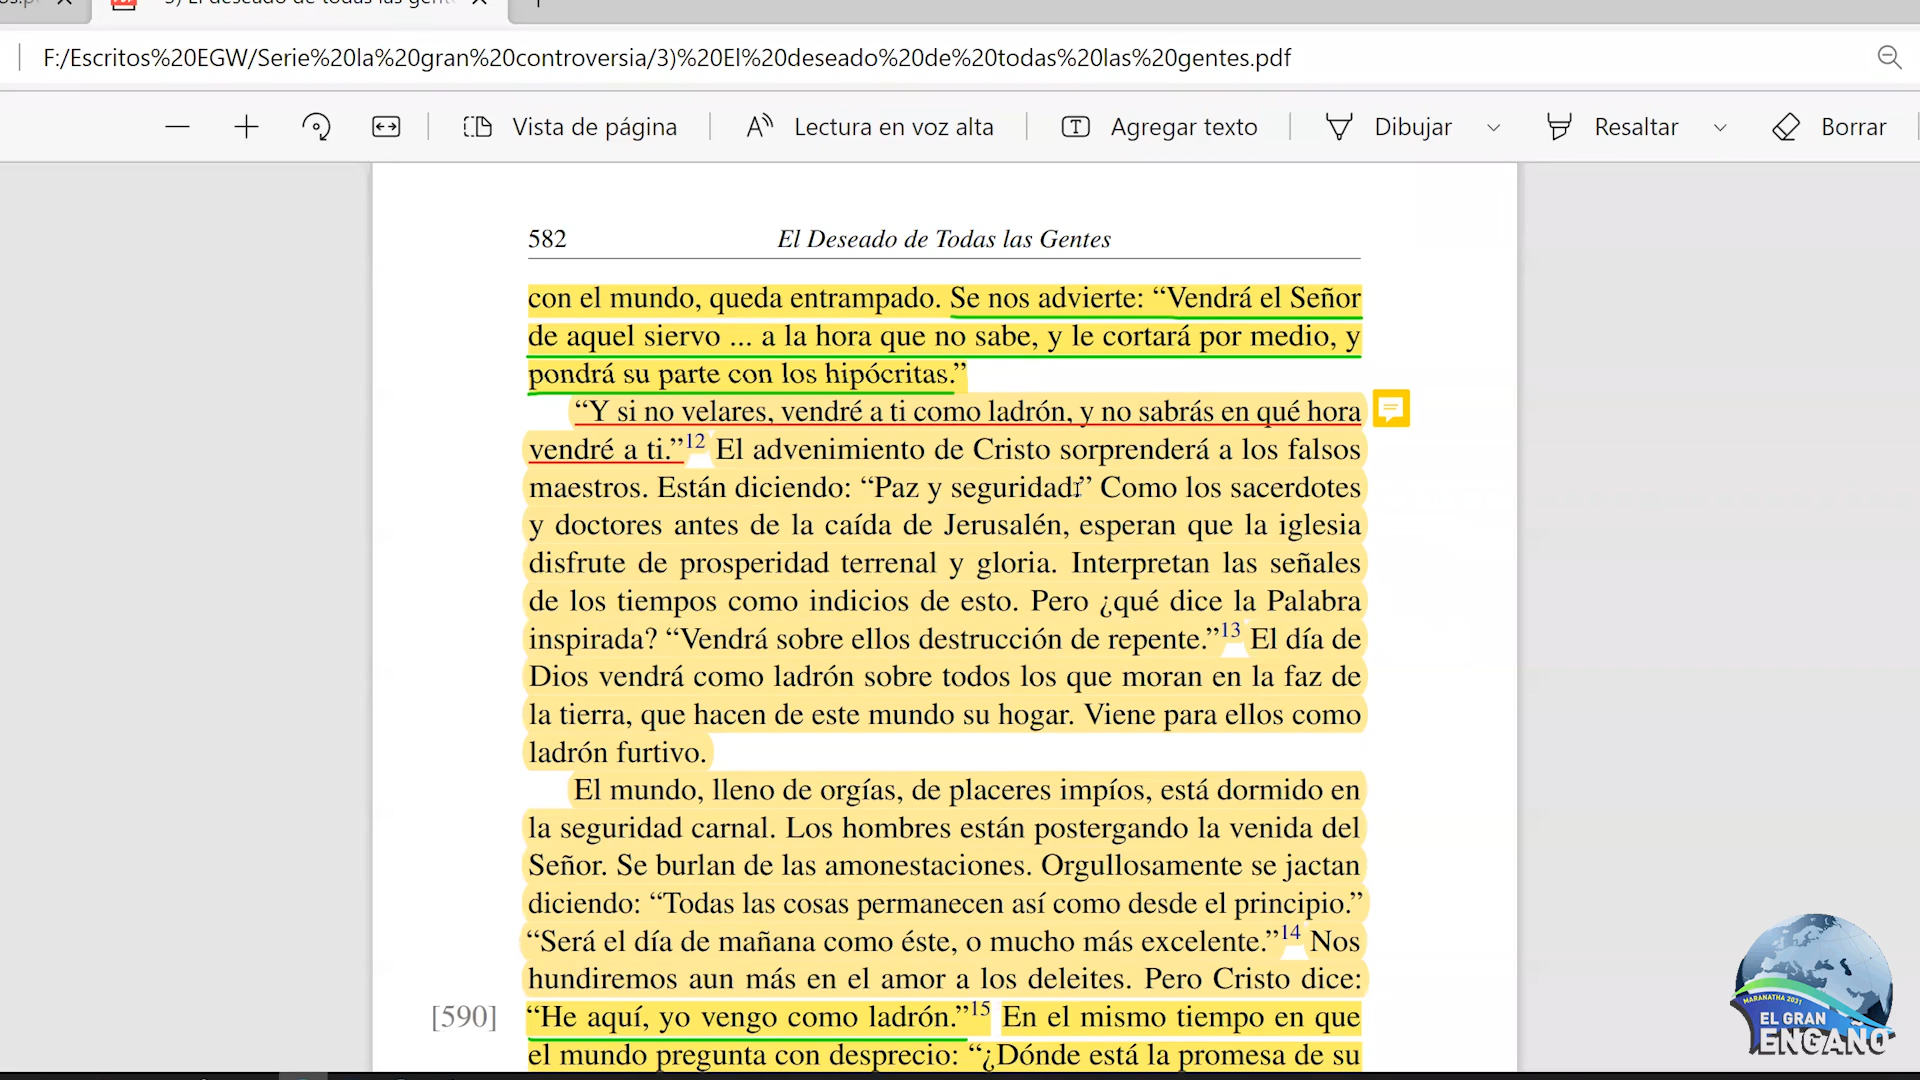 F:/Escritos%20EGW/Serie%20la%20gran%20controversia/3)%20El%20deseado%20de%20todas%20las%20gentes.pdf
Vista de página
Lectura en voz alta
Agregar texto
Dibujar
Resaltar
Borrar
582 El Deseado de Todas las Gentes
con el mundo, queda entrampado. Se nos advierte: “Vendrá el Señor
de aquel siervo ... a la hora que no sabe, y le cortará por medio, y
pondrá su parte con los hipócritas.”
“Y si no velares, vendré a ti como ladrón, y no sabrás en qué hora
vendré a ti.”12 El advenimiento de Cristo sorprenderá a los falsos
maestros. Están diciendo: “Paz y seguridad.” Como los sacerdotes
y doctores antes de la caída de Jerusalén, esperan que la iglesia
disfrute de prosperidad terrenal y gloria. Interpretan las señales
de los tiempos como indicios de esto. Pero ¿qué dice la Palabra
inspirada? “Vendrá sobre ellos destrucción de repente.”13 El día de
Dios vendrá como ladrón sobre todos los que moran en la faz de
la tierra, que hacen de este mundo su hogar. Viene para ellos como
ladrón furtivo.
El mundo, lleno de orgías, de placeres impíos, está dormido en
la seguridad carnal. Los hombres están postergando la venida del
Señor. Se burlan de las amonestaciones. Orgullosamente se jactan
diciendo: “Todas las cosas permanecen así como desde el principio.”
“Será el día de mañana como éste, o mucho más excelente.”14 Nos
hundiremos aun más en el amor a los deleites. Pero Cristo dice:
[590] “He aquí, yo vengo como ladrón.”15 En el mismo tiempo en que
el mundo pregunta con desprecio: “¿Dónde está la promesa de su
MARANATHA 2021
EL GRAN
ENGAÑO